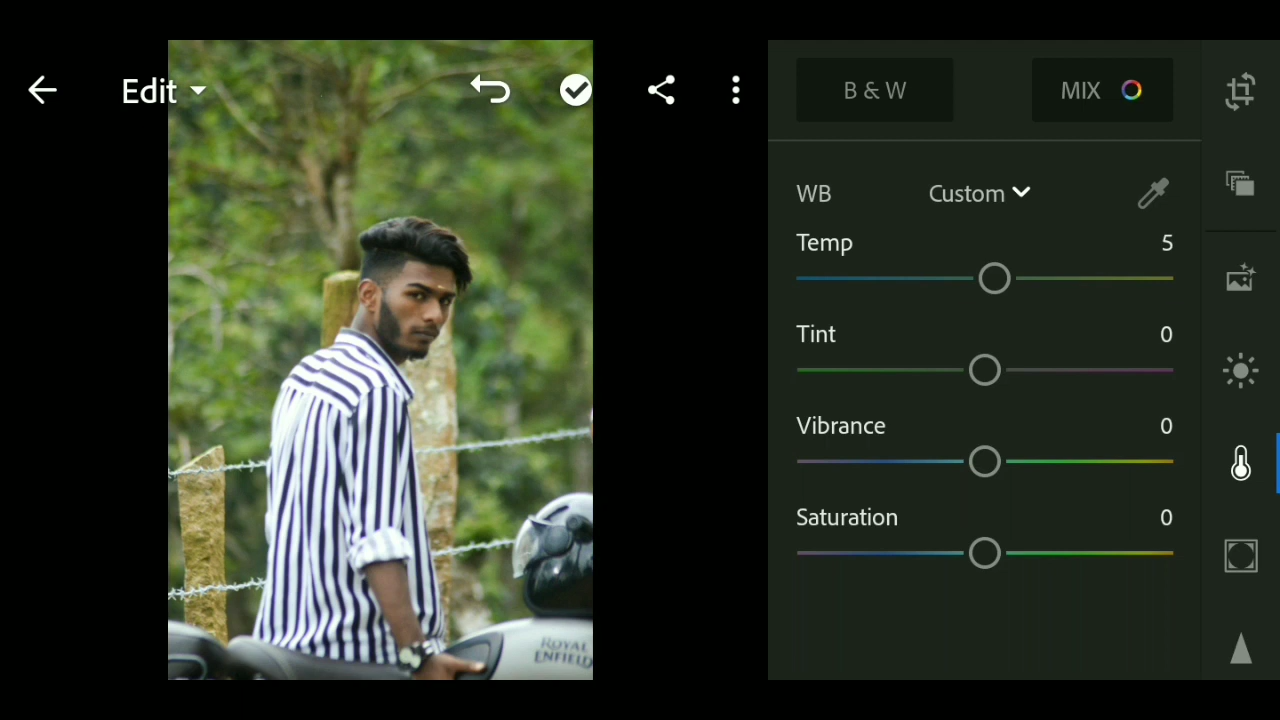 Edit
B & W
MIX
WB
Custom
Temp
5
Tint
0
Vibrance
0
Saturation
0
ROYAL
ENFIELD